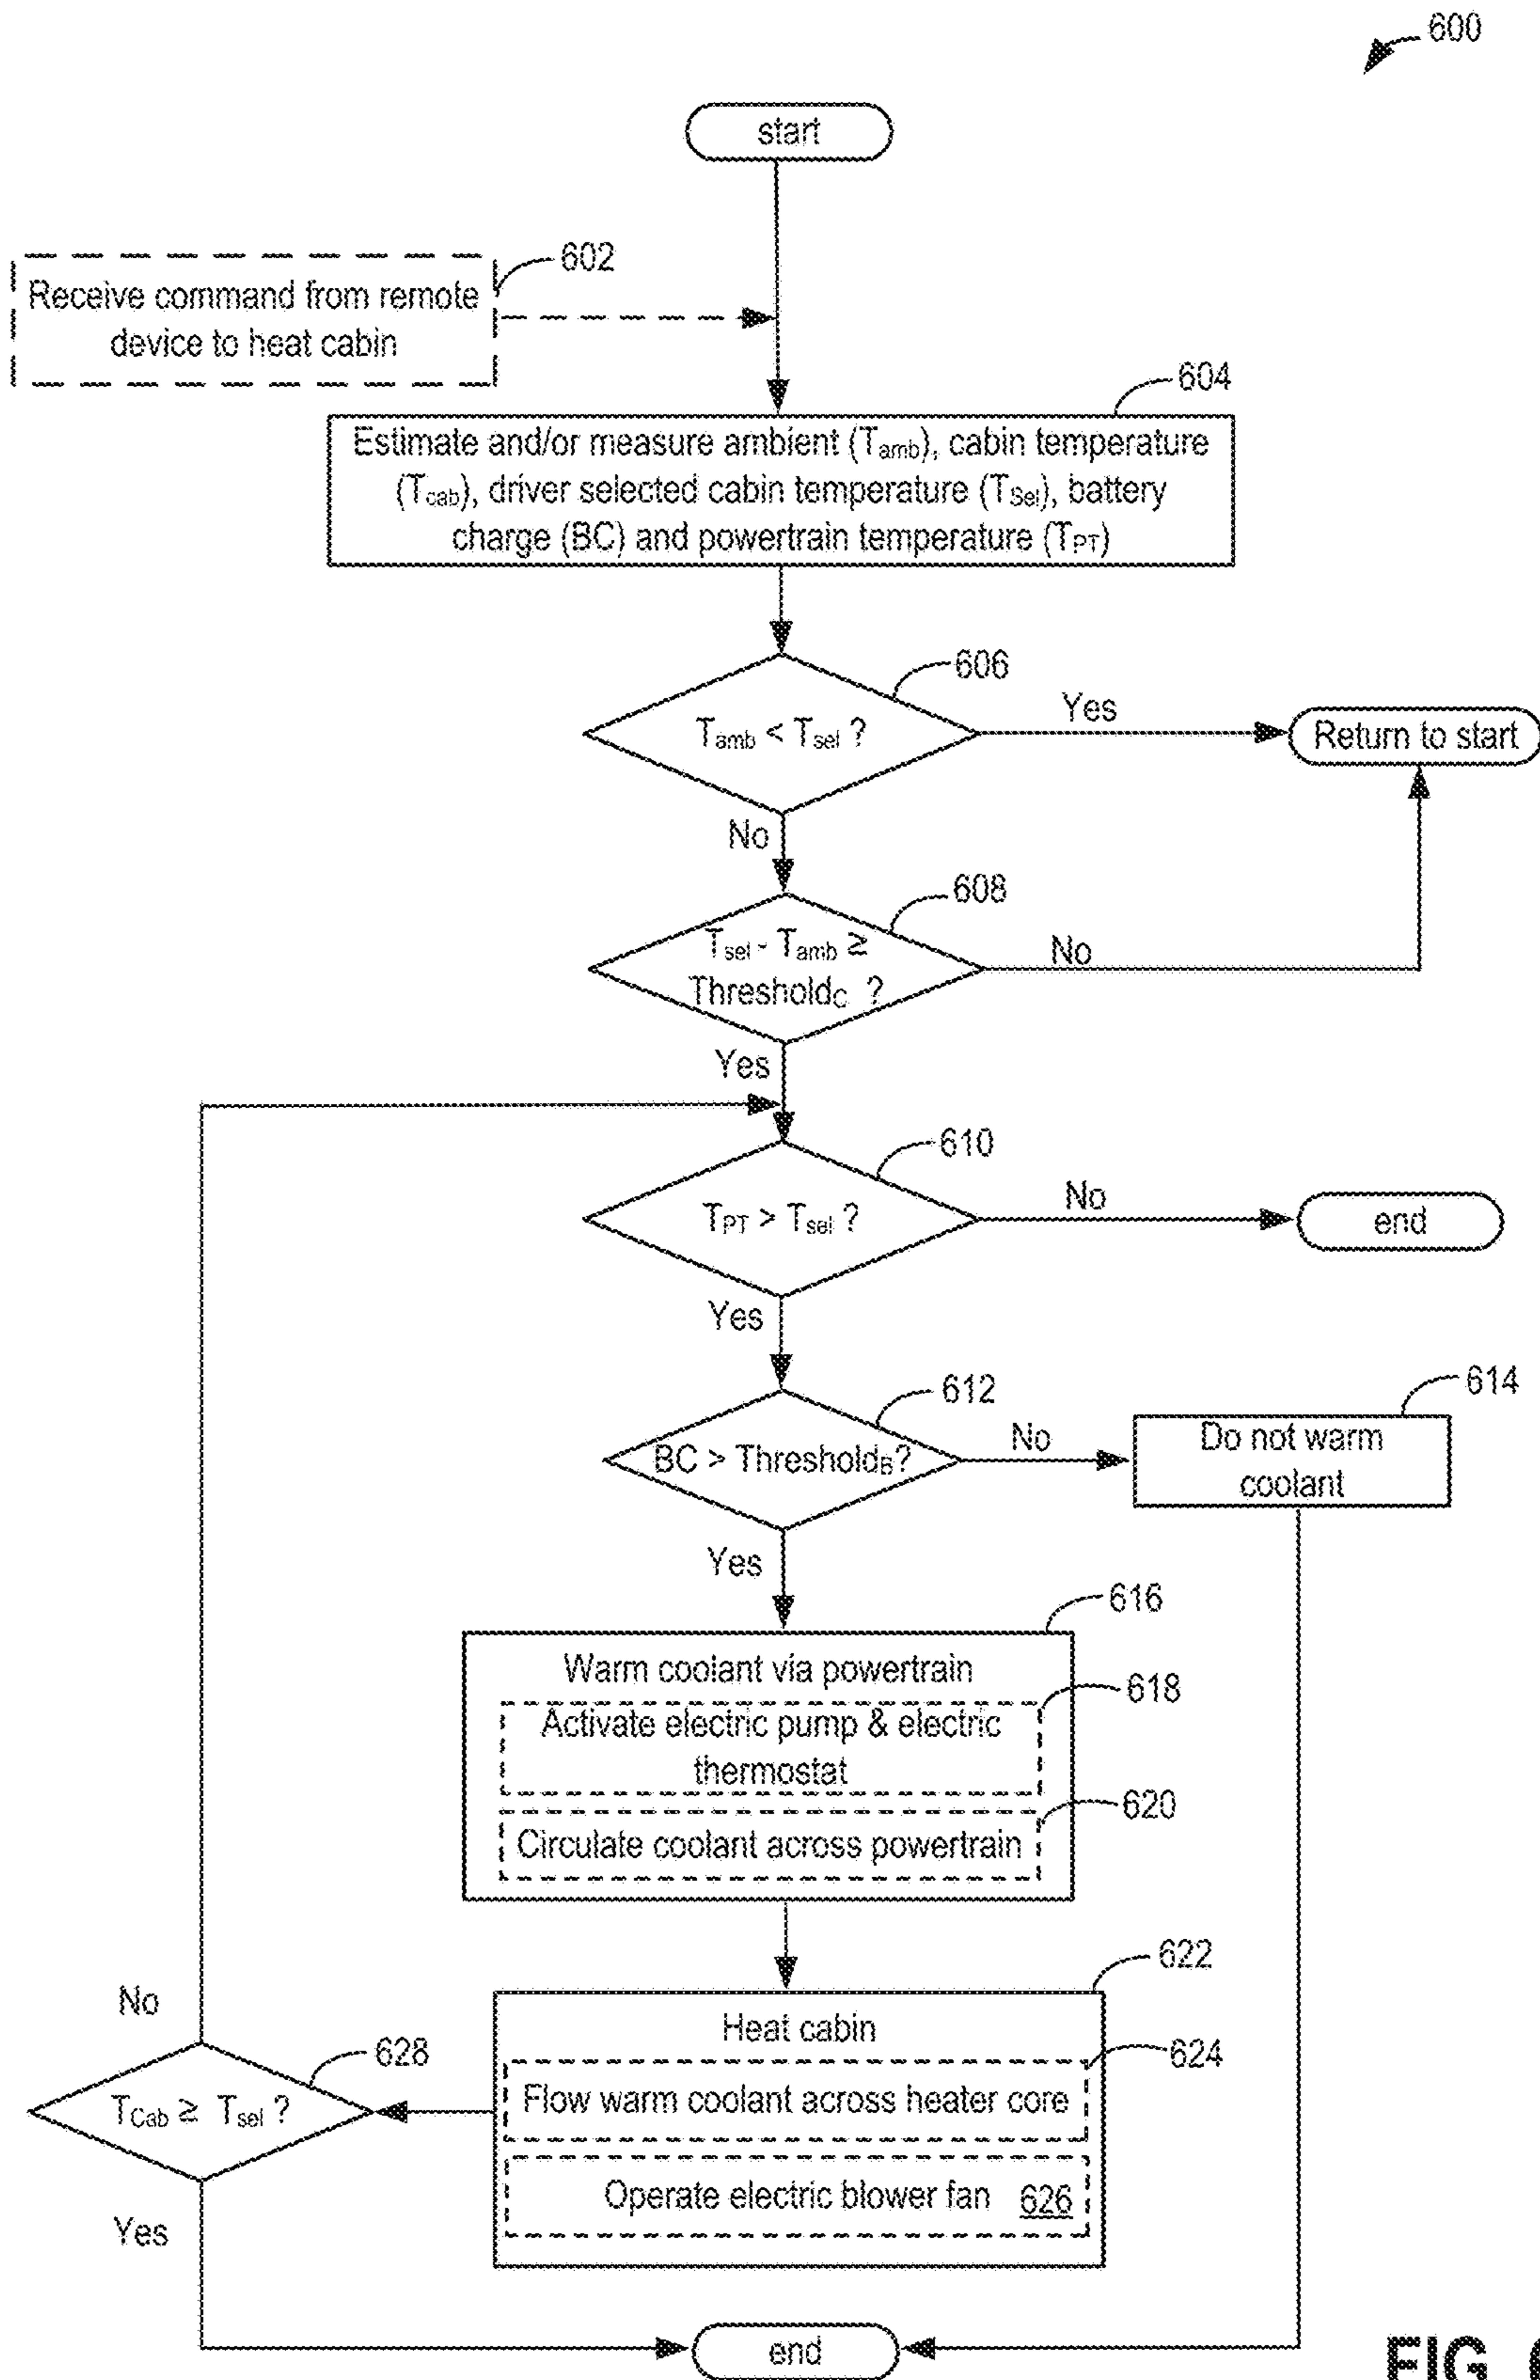 600
start
602
Receive command from remote
device to heat cabin
604
Estimate and/or measure ambient (Tamb), cabin temperature
(Tcab), driver selected cabin temperature (TSel), battery
charge (BC) and powertrain temperature (TPT)
606
Tamb < Tsel ?
Yes
Return to start
No
608
Tsel - Tamb ≥
ThresholdC ?
No
Yes
610
TPT > Tsel ?
No
end
Yes
612
BC > ThresholdB?
No
614
Do not warm
coolant
Yes
616
Warm coolant via powertrain
618
Activate electric pump & electric
thermostat
620
Circulate coolant across powertrain
622
Heat cabin
624
Flow warm coolant across heater core
Operate electric blower fan 626
No
628
TCab ≥ Tsel ?
Yes
end
FIG.